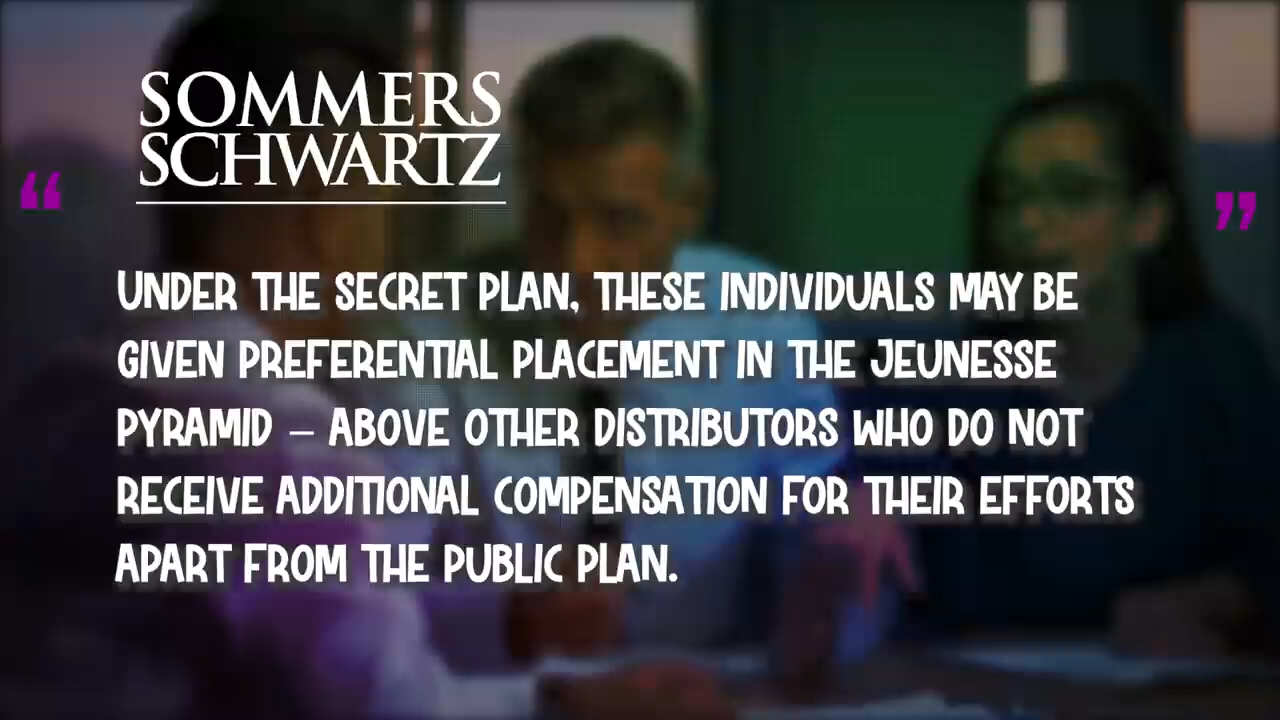 SOMMERS
SCHWARTZ
“ ”
UNDER THE SECRET PLAN, THESE INDIVIDUALS MAY BE
GIVEN PREFERENTIAL PLACEMENT IN THE JEUNESSE
PYRAMID – ABOVE OTHER DISTRIBUTORS WHO DO NOT
RECEIVE ADDITIONAL COMPENSATION FOR THEIR EFFORTS
APART FROM THE PUBLIC PLAN.